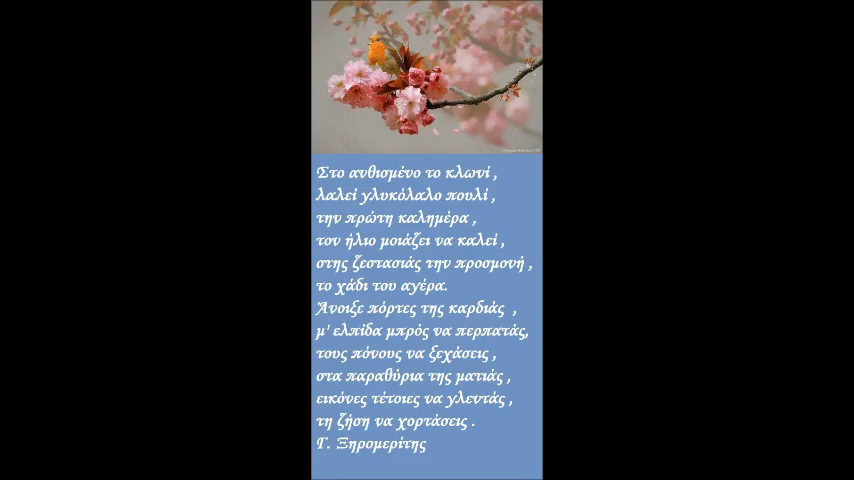 Στο ανθισμένο το κλωνί ,
λαλεί γλυκόλαλο πουλί ,
την πρώτη καλημέρα ,
τον ήλιο μοιάζει να καλεί ,
στης ζεστασιάς την προσμονή ,
το χάδι του αγέρα.
Άνοιξε πόρτες της καρδιάς ,
μ' ελπίδα μπρός να περπατάς,
τους πόνους να ξεχάσεις ,
στα παραθύρια της ματιάς ,
εικόνες τέτοιες να γλεντάς ,
τη ζήση να χορτάσεις .
Γ. Ξηρομερίτης